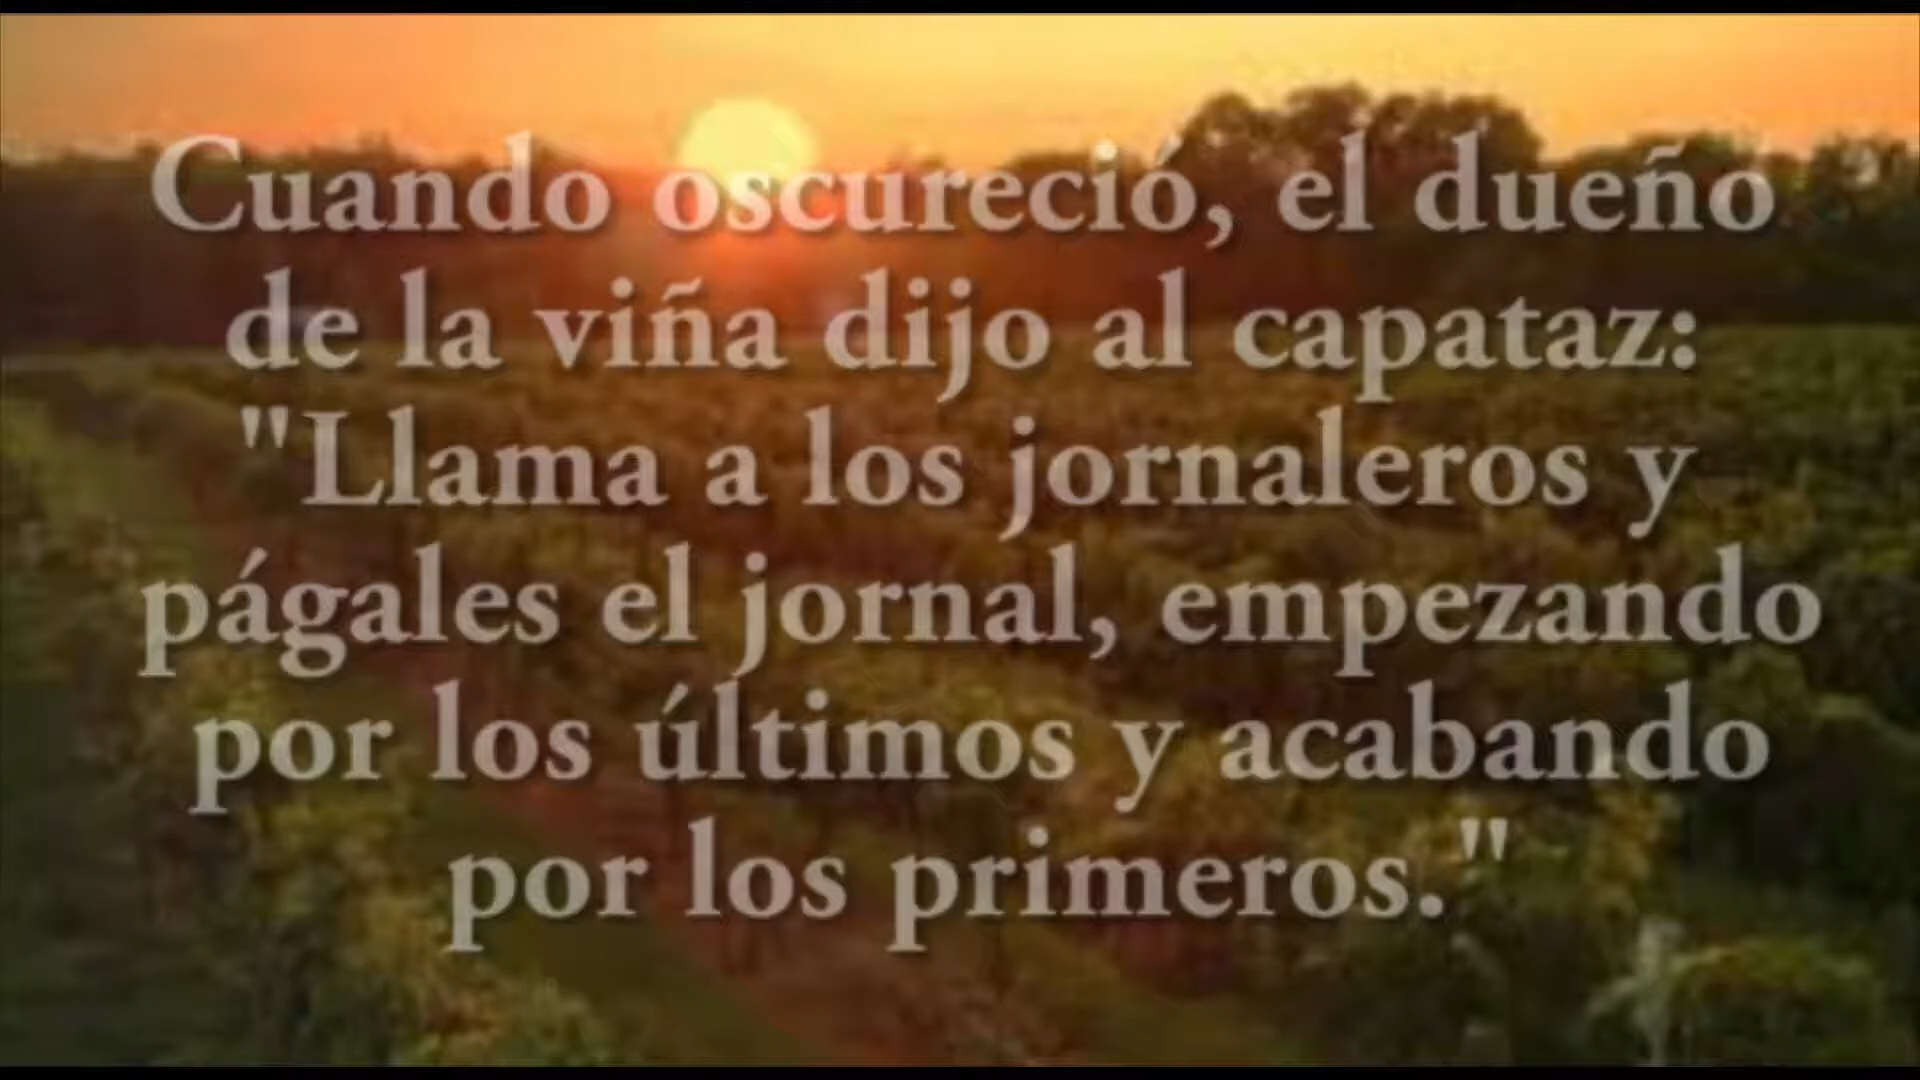 Cuando oscureció, el dueño
de la viña dijo al capataz:
"Llama a los jornaleros y
págales el jornal, empezando
por los últimos y acabando
por los primeros."